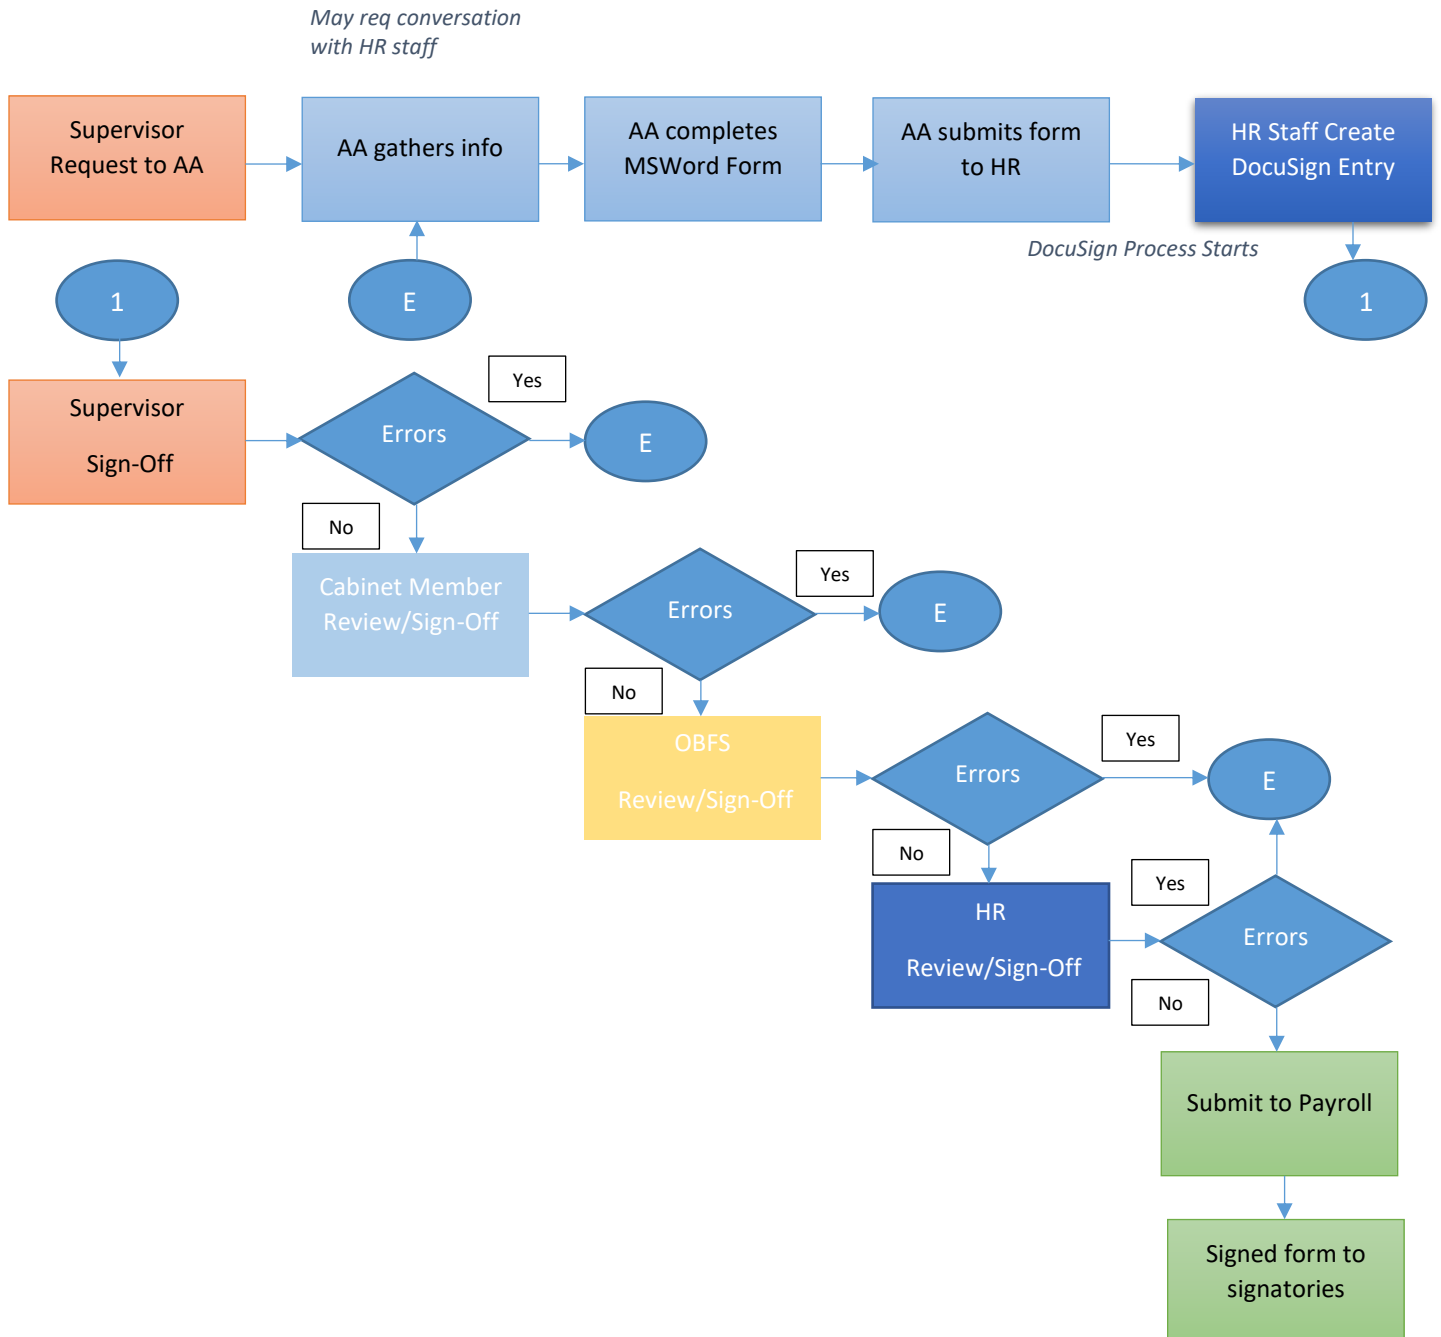 May req conversation
with HR staff
Supervisor
Request to AA
AA gathers info
AA completes
MSWord Form
AA submits form
to HR
HR Staff Create
DocuSign Entry
DocuSign Process Starts
1
E
1
Supervisor
Sign-Off
Errors
Yes
E
No
Cabinet Member
Review/Sign-Off
Errors
Yes
E
No
OBFS
Review/Sign-Off
Errors
Yes
E
No
HR
Review/Sign-Off
Yes
Errors
No
Submit to Payroll
Signed form to
signatories